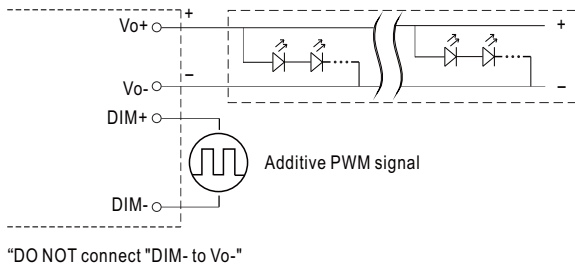 Vo+ + +
Vo- - -
DIM+
Additive PWM signal
DIM-
“DO NOT connect "DIM- to Vo-"